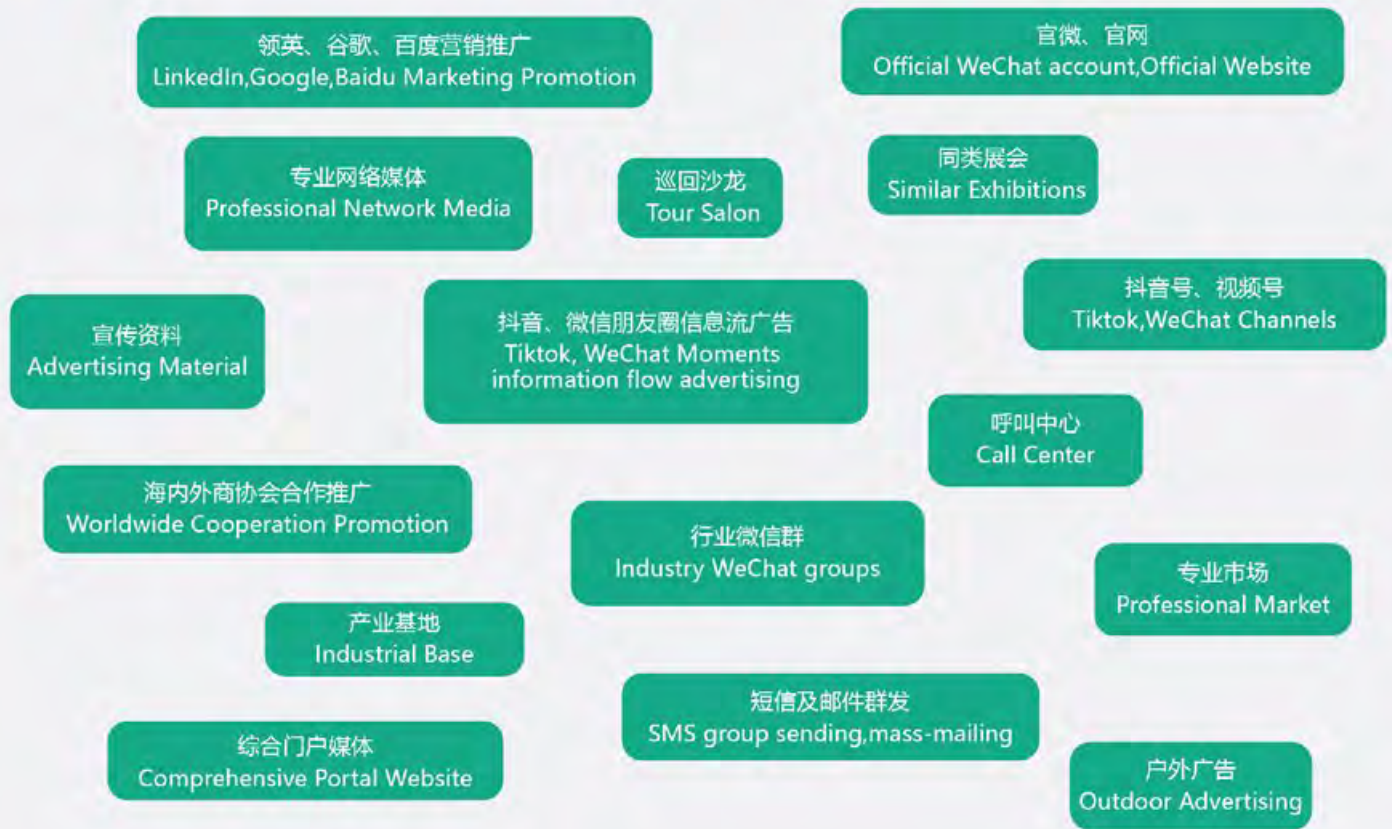 领英、谷歌、百度营销推广
LinkedIn,Google,Baidu Marketing Promotion
官微、官网
Official WeChat account,Official Website
专业网络媒体
Professional Network Media
巡回沙龙
Tour Salon
同类展会
Similar Exhibitions
宣传资料
Advertising Material
抖音、微信朋友圈信息流广告
Tiktok, WeChat Moments
information flow advertising
抖音号、视频号
Tiktok,WeChat Channels
呼叫中心
Call Center
海内外商协会合作推广
Worldwide Cooperation Promotion
行业微信群
Industry WeChat groups
专业市场
Professional Market
产业基地
Industrial Base
短信及邮件群发
SMS group sending,mass-mailing
综合门户媒体
Comprehensive Portal Website
户外广告
Outdoor Advertising